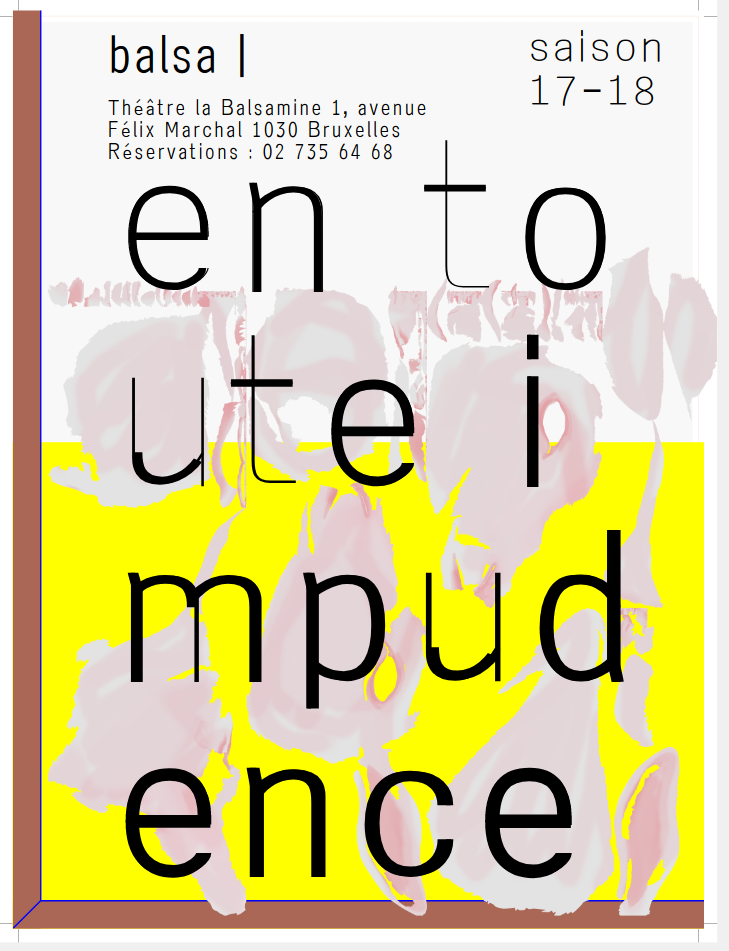 balsa |
saison
17-18
Théâtre la Balsamine 1, avenue
Félix Marchal 1030 Bruxelles
Réservations : 02 735 64 68
en to
ute i
mpud
ence